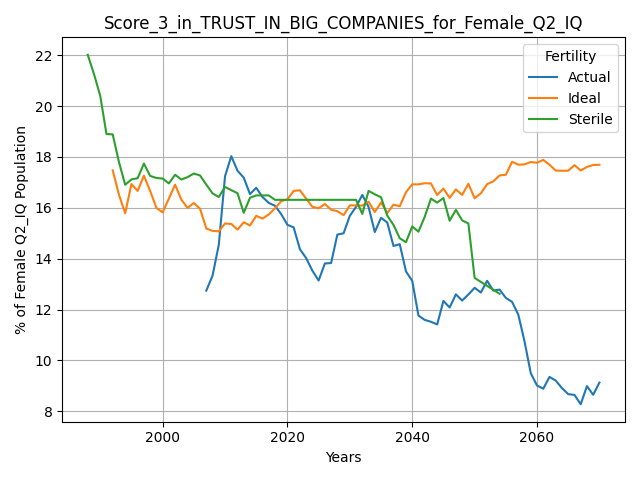 Score_3_in_TRUST_IN_BIG_COMPANIES_for_Female_Q2_IQ
Fertility
Actual
Ideal
Sterile
% of Female Q2_IQ Population
22
20
18
16
14
12
10
8
2000
2020
2040
2060
Years